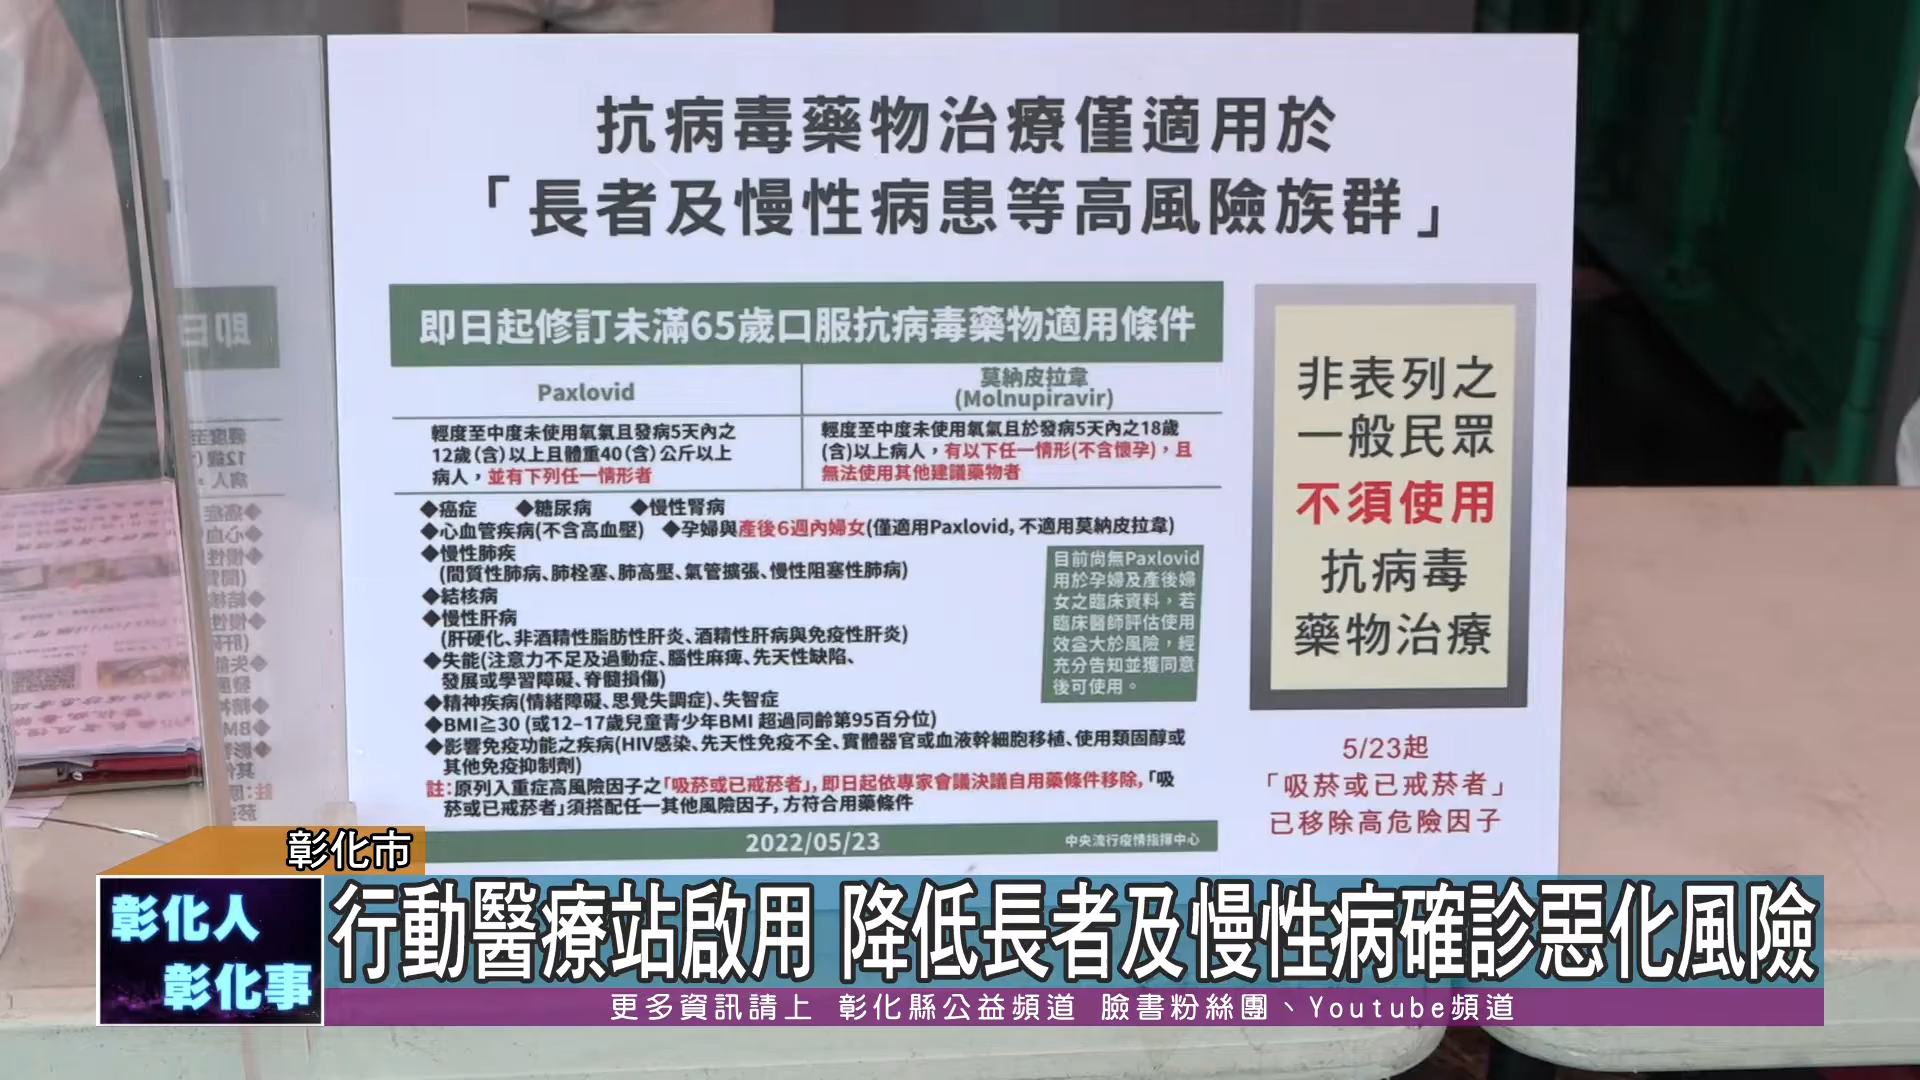 抗病毒藥物治療僅適用於
「長者及慢性病患等高風險族群」
即日起修訂未滿65歲口服抗病毒藥物適用條件
Paxlovid
莫納皮拉韋
(Molnupiravir)
輕度至中度未使用氧氣且發病5天內之
12歲(含)以上且體重40(含)公斤以上
病人，並有下列任一情形者
輕度至中度未使用氧氣且於發病5天內之18歲
(含)以上病人，有以下任一情形(不含懷孕)，且
無法使用其他建議藥物者
◆癌症 ◆糖尿病 ◆慢性腎病
◆心血管疾病(不含高血壓) ◆孕婦與產後6週內婦女(僅適用Paxlovid, 不適用莫納皮拉韋)
◆慢性肺疾
(間質性肺病、肺栓塞、肺高壓、氣管擴張、慢性阻塞性肺病)
◆結核病
◆慢性肝病
(肝硬化、非酒精性脂肪性肝炎、酒精性肝病與免疫性肝炎)
◆失能(注意力不足及過動症、腦性麻痺、先天性缺陷、
發展或學習障礙、脊髓損傷)
◆精神疾病(情緒障礙、思覺失調症)、失智症
◆BMI≧30 (或12–17歲兒童青少年BMI 超過同齡第95百分位)
◆影響免疫功能之疾病(HIV感染、先天性免疫不全、實體器官或血液幹細胞移植、使用類固醇或
其他免疫抑制劑)
註：原列入重症高風險因子之「吸菸或已戒菸者」，即日起依專家會議決議自用藥條件移除，「吸
菸或已戒菸者」須搭配任一其他風險因子，方符合用藥條件
目前尚無Paxlovid
用於孕婦及產後婦
女之臨床資料，若
臨床醫師評估使用
效益大於風險，經
充分告知並獲同意
後可使用。
2022/05/23
中央流行疫情指揮中心
非表列之
一般民眾
不須使用
抗病毒
藥物治療
5/23起
「吸菸或已戒菸者」
已移除高危險因子
彰化市
彰化人
彰化事
行動醫療站啟用 降低長者及慢性病確診惡化風險
更多資訊請上 彰化縣公益頻道 臉書粉絲團、Youtube頻道